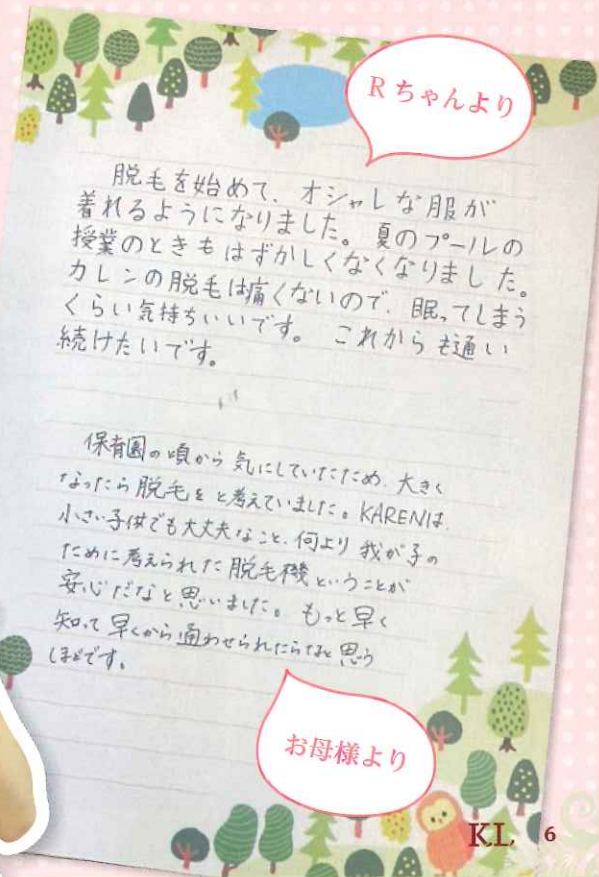 Rちゃんより
脱毛を始めて、オシャレな服が
着れるようになりました。夏のプールの
授業のときもはずかしくなくなりました。
カレンの脱毛は痛くないので、眠ってしまう
くらい気持ちいいです。これからも通い
続けたいです。
保育園の頃から気にしていたため、大きく
なったら脱毛をと考えていました。KARENは、
小さい子供でも大丈夫なこと、何より我が子の
ために考えられた脱毛機ということが
安心だなと思いました。もっと早く
知って早くから通わせられたらなと思う
ほどです。
お母様より
KL 6